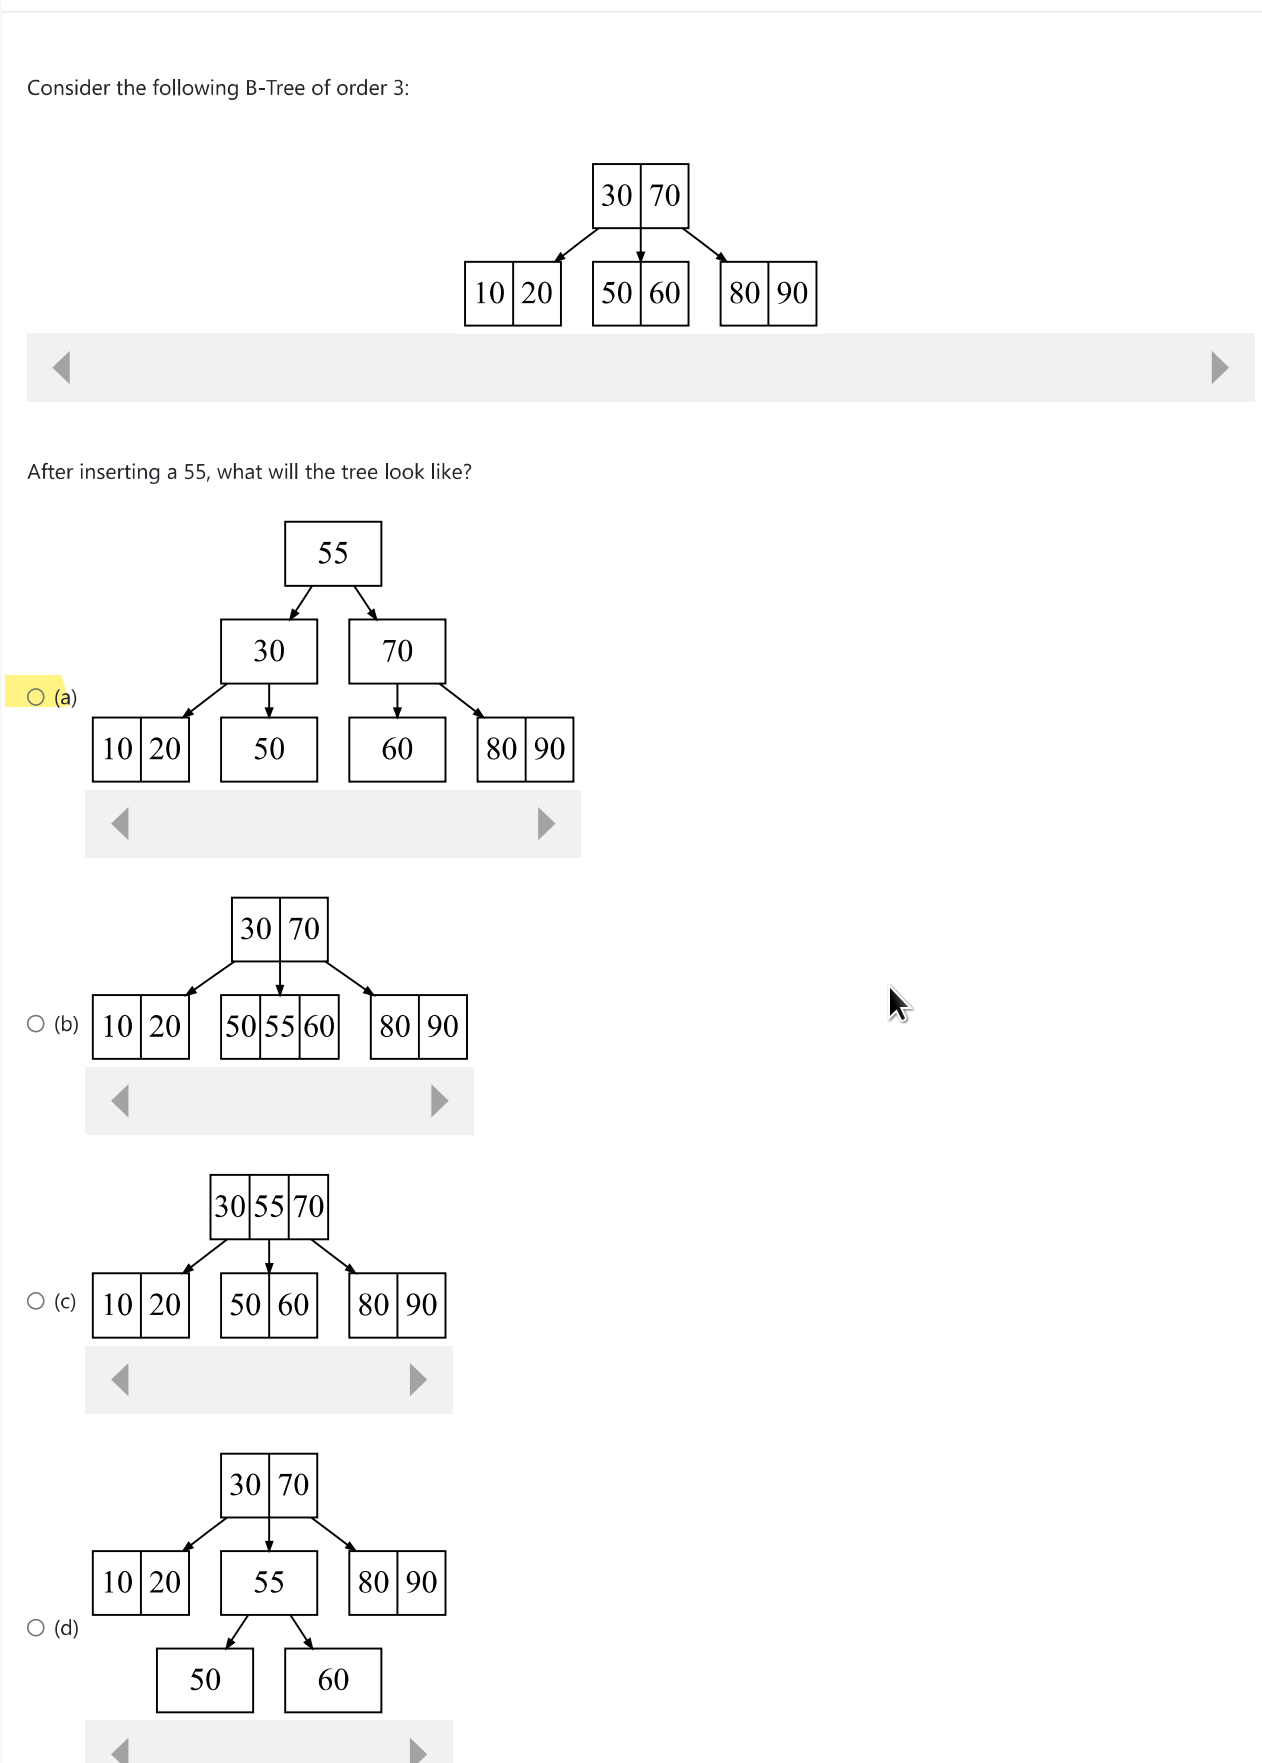 Consider the following B-Tree of order 3:
30 70
10 20 50 60 80 90
After inserting a 55, what will the tree look like?
55
30 70
(a)
10 20 50 60 80 90
30 70
(b) 10 20 50 55 60 80 90
30 55 70
(c) 10 20 50 60 80 90
30 70
10 20 55 80 90
(d)
50 60